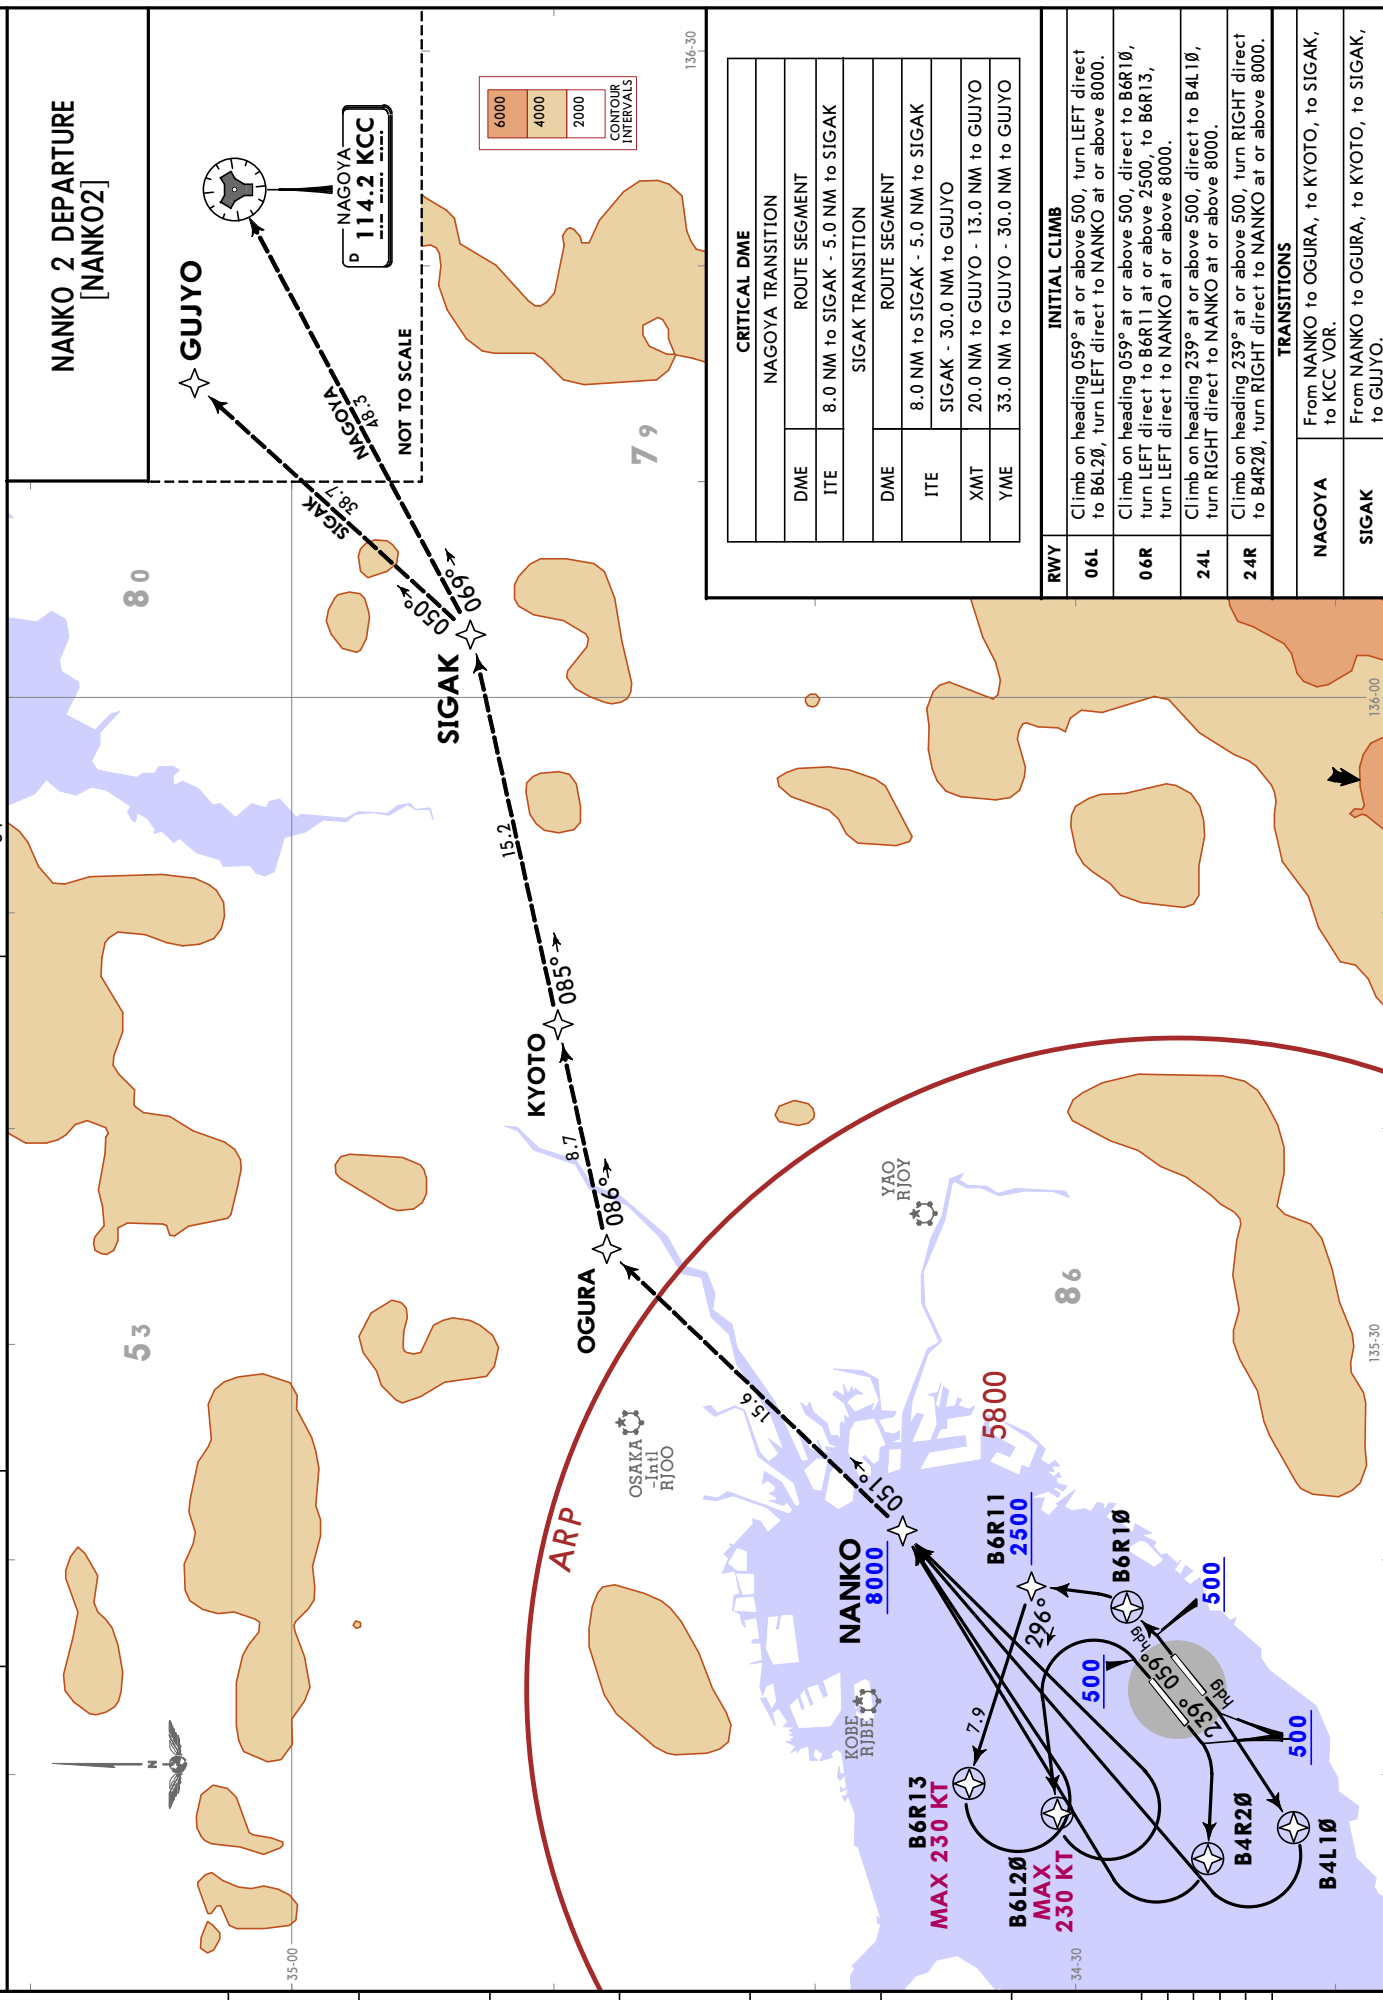 NANKO 2 DEPARTURE
[NANKO2]
GUJYO
NAGOYA
D 114.2 KCC
NOT TO SCALE
SIGAK
38.7
NAGOYA
48.3
050°
069°
SIGAK
15.2
085°
KYOTO
8.7
086°
OGURA
15.6
051°
NANKO
8000
ARP
OSAKA
-Intl
RJOO
YAO
RJOY
KOBE
RJBE
5800
53
80
79
86
N
B6R11
2500
296°
7.9
B6R13
MAX 230 KT
B6L2Ø
MAX
230 KT
B6R1Ø
500
059° hdg
500
239° hdg
500
B4R2Ø
B4L1Ø
35-00
34-30
135-30
136-00
136-30
6000
4000
2000
CONTOUR
INTERVALS
CRITICAL DME
NAGOYA TRANSITION
DME ROUTE SEGMENT
ITE 8.0 NM to SIGAK - 5.0 NM to SIGAK
SIGAK TRANSITION
DME ROUTE SEGMENT
ITE 8.0 NM to SIGAK - 5.0 NM to SIGAK
SIGAK - 30.0 NM to GUJYO
XMT 20.0 NM to GUJYO - 13.0 NM to GUJYO
YME 33.0 NM to GUJYO - 30.0 NM to GUJYO
RWY INITIAL CLIMB
06L Climb on heading 059° at or above 500, turn LEFT direct
to B6L2Ø, turn LEFT direct to NANKO at or above 8000.
06R Climb on heading 059° at or above 500, direct to B6R1Ø,
turn LEFT direct to B6R11 at or above 2500, to B6R13,
turn LEFT direct to NANKO at or above 8000.
24L Climb on heading 239° at or above 500, direct to B4L1Ø,
turn RIGHT direct to NANKO at or above 8000.
24R Climb on heading 239° at or above 500, turn RIGHT direct
to B4R2Ø, turn RIGHT direct to NANKO at or above 8000.
TRANSITIONS
NAGOYA From NANKO to OGURA, to KYOTO, to SIGAK,
to KCC VOR.
SIGAK From NANKO to OGURA, to KYOTO, to SIGAK,
to GUJYO.